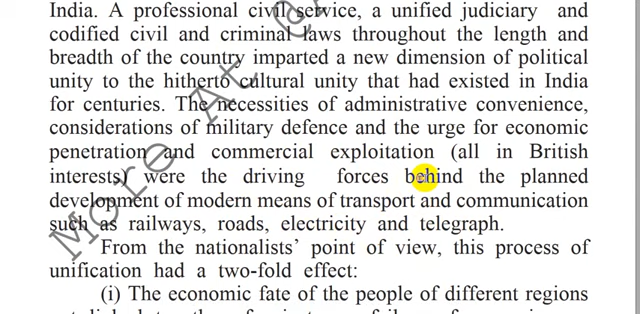 India. A professional civil service, a unified judiciary and
codified civil and criminal laws throughout the length and
breadth of the country imparted a new dimension of political
unity to the hitherto cultural unity that had existed in India
for centuries. The necessities of administrative convenience,
considerations of military defence and the urge for economic
penetration and commercial exploitation (all in British
interests) were the driving forces behind the planned
development of modern means of transport and communication
such as railways, roads, electricity and telegraph.
From the nationalists' point of view, this process of
unification had a two-fold effect:
(i) The economic fate of the people of different regions
More At @